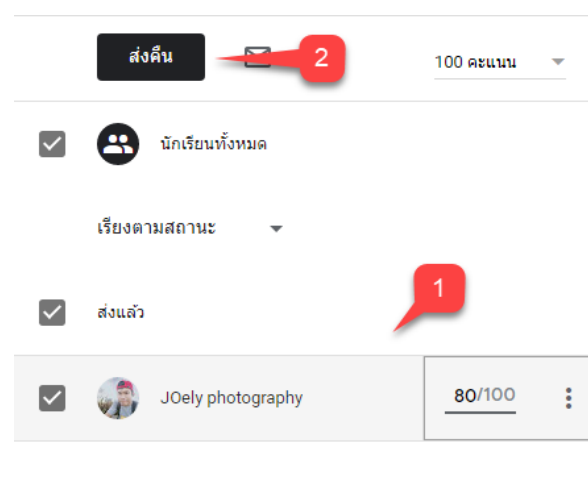 ส่งคืน
2
100 คะแนน
นักเรียนทั้งหมด
เรียงตามสถานะ
1
ส่งแล้ว
JOely photography
80/100